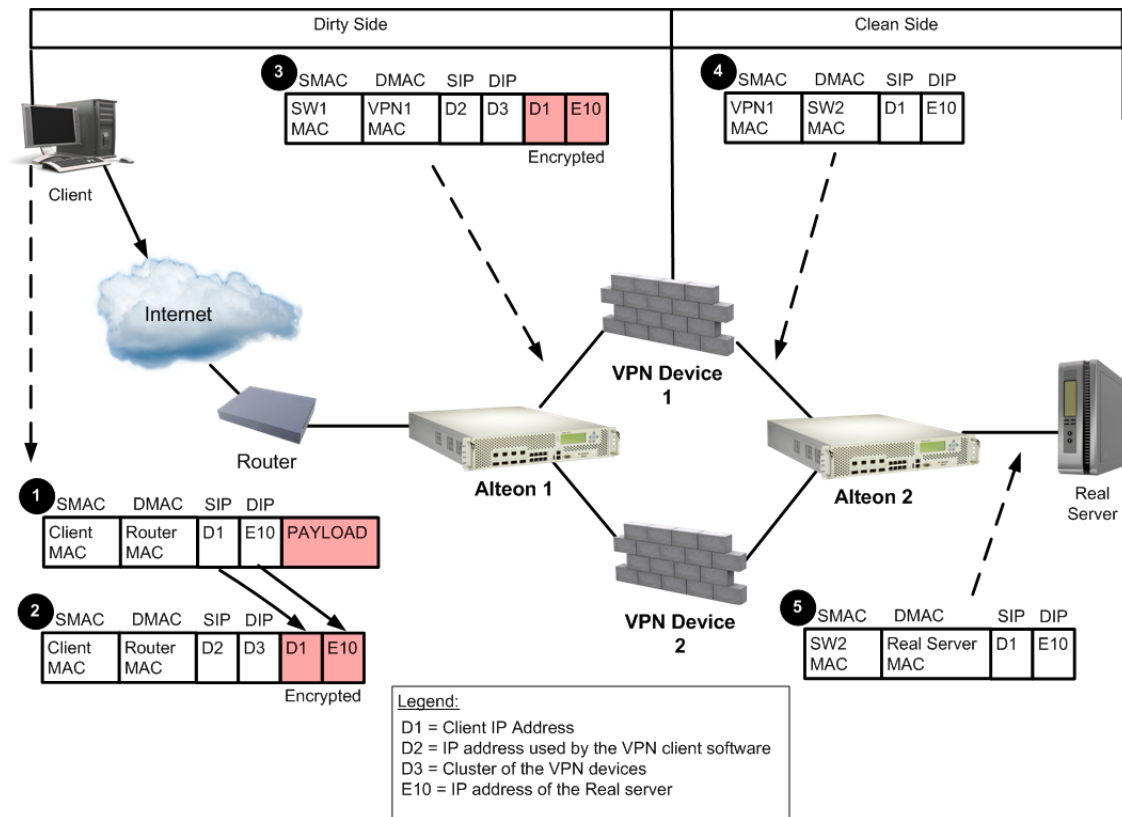 Dirty Side
Clean Side
3
SMAC DMAC SIP DIP
SW1 MAC
VPN1 MAC
D2
D3
D1
E10
Encrypted
4
SMAC DMAC SIP DIP
VPN1 MAC
SW2 MAC
D1
E10
Client
Internet
Router
Alteon 1
VPN Device
1
Alteon 2
Real
Server
VPN Device
2
1
SMAC DMAC SIP DIP
Client MAC
Router MAC
D1
E10
PAYLOAD
2
SMAC DMAC SIP DIP
Client MAC
Router MAC
D2
D3
D1
E10
Encrypted
5
SMAC DMAC SIP DIP
SW2 MAC
Real Server MAC
D1
E10
Legend:
D1 = Client IP Address
D2 = IP address used by the VPN client software
D3 = Cluster of the VPN devices
E10 = IP address of the Real server